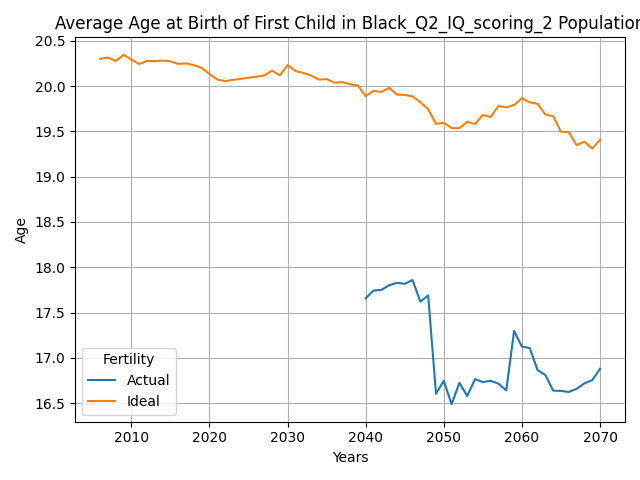 Average Age at Birth of First Child in Black_Q2_IQ_scoring_2 Population
Age
20.5
20.0
19.5
19.0
18.5
18.0
17.5
17.0
16.5
Fertility
Actual
Ideal
2010 2020 2030 2040 2050 2060 2070
Years